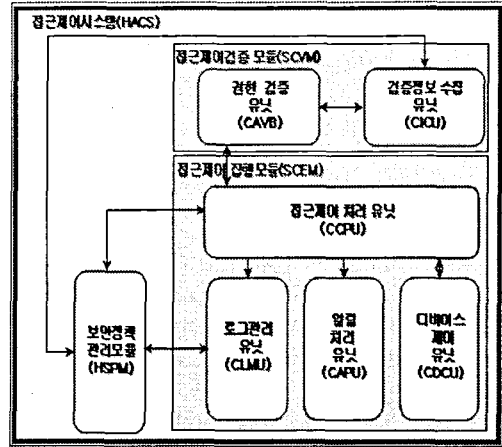 접근제어시스템(HACS)
접근제어검증 모듈(SCVM)
권한 검증
유닛
(CAVB)
검증정보 수집
유닛
(CICU)
접근제어 집행모듈(SCEM)
접근제어 처리 유닛
(CCPU)
보안정책
관리모듈
(HSPM)
로그관리
유닛
(CLMU)
알람
처리
유닛
(CAPU)
디바이스
제어
유닛
(CDCU)